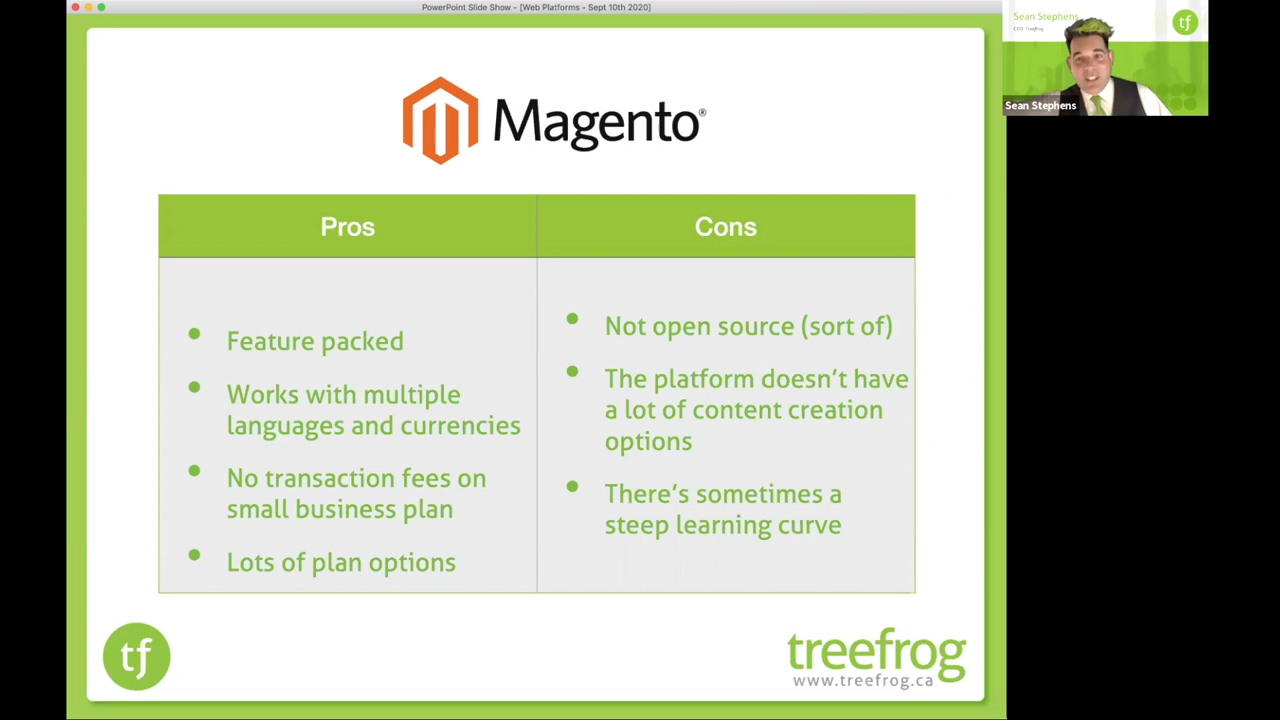 PowerPoint Slide Show - [Web Platforms - Sept 10th 2020]
Sean Stephens
CEO, Treefrog
tf
Sean Stephens
Magento®
Pros
Cons
• Feature packed
• Works with multiple
languages and currencies
• No transaction fees on
small business plan
• Lots of plan options
• Not open source (sort of)
• The platform doesn't have
a lot of content creation
options
• There's sometimes a
steep learning curve
tf
treefrog
www.treefrog.ca